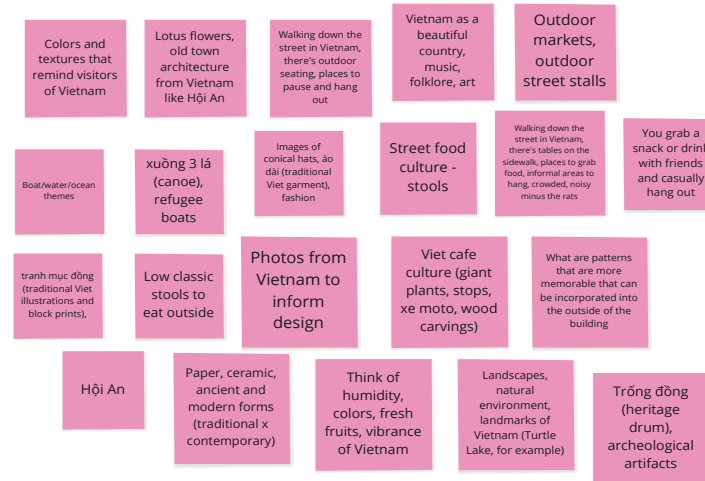 Colors and
textures that
remind visitors
of Vietnam
Lotus flowers,
old town
architecture
from Vietnam
like Hội An
Walking down the
street in Vietnam,
there's outdoor
seating, places to
pause and hang
out
Vietnam as a
beautiful
country,
music,
folklore, art
Outdoor
markets,
outdoor
street stalls
Boat/water/ocean
themes
xuồng 3 lá
(canoe),
refugee
boats
Images of
conical hats, áo
dài (traditional
Viet garment),
fashion
Street food
culture -
stools
Walking down the
street in Vietnam,
there's tables on the
sidewalk, places to grab
food, informal areas to
hang, crowded, noisy
minus the rats
You grab a
snack or drink
with friends
and casually
hang out
tranh mục đồng
(traditional Viet
illustrations and
block prints),
Low classic
stools to
eat outside
Photos from
Vietnam to
inform
design
Viet cafe
culture (giant
plants, stops,
xe moto, wood
carvings)
What are patterns
that are more
memorable that can
be incorporated into
the outside of the
building
Hội An
Paper, ceramic,
ancient and
modern forms
(traditional x
contemporary)
Think of
humidity,
colors, fresh
fruits, vibrance
of Vietnam
Landscapes,
natural
environment,
landmarks of
Vietnam (Turtle
Lake, for example)
Trống đồng
(heritage
drum),
archeological
artifacts